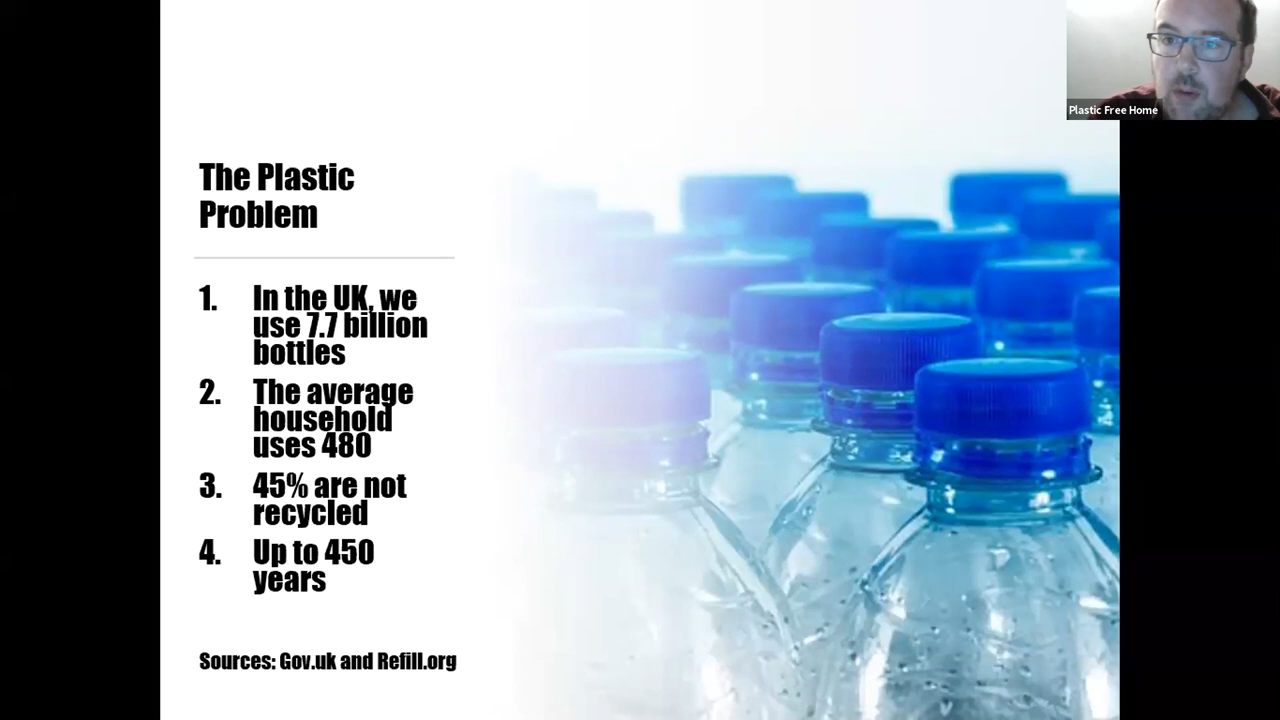 Plastic Free Home
The Plastic
Problem
1. In the UK, we
use 7.7 billion
bottles
2. The average
household
uses 480
3. 45% are not
recycled
4. Up to 450
years
Sources: Gov.uk and Refill.org